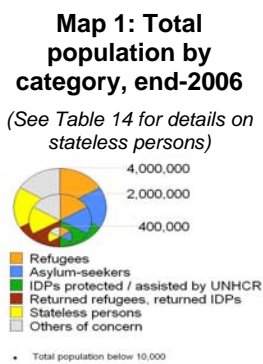 Map 1: Total
population by
category, end-2006
(See Table 14 for details on
stateless persons)
4,000,000
2,000,000
400,000
Refugees
Asylum-seekers
IDPs protected / assisted by UNHCR
Returned refugees, returned IDPs
Stateless persons
Others of concern
• Total population below 10,000